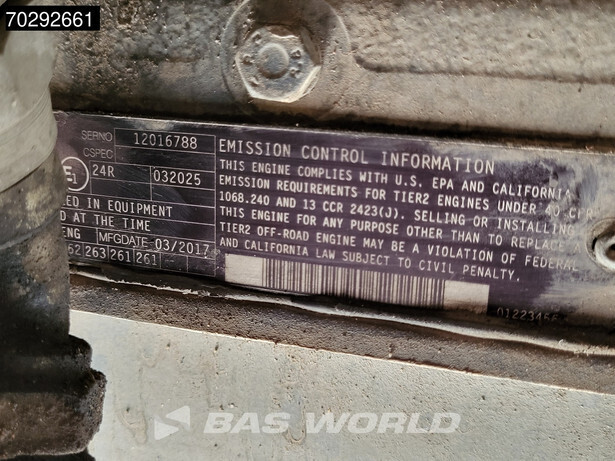 70292661
SERNO 12016788
CSPEC
E1 24R 032025
ED IN EQUIPMENT
D AT THE TIME
ENG MFGDATE 03/2017
62 263 261 261 -- --
EMISSION CONTROL INFORMATION
THIS ENGINE COMPLIES WITH U.S. EPA AND CALIFORNIA
EMISSION REQUIREMENTS FOR TIER2 ENGINES UNDER 40 CFR
1068.240 AND 13 CCR 2423(J). SELLING OR INSTALLING
THIS ENGINE FOR ANY PURPOSE OTHER THAN TO REPLACE
TIER2 OFF-ROAD ENGINE MAY BE A VIOLATION OF FEDERAL
AND CALIFORNIA LAW SUBJECT TO CIVIL PENALTY.
BAS WORLD